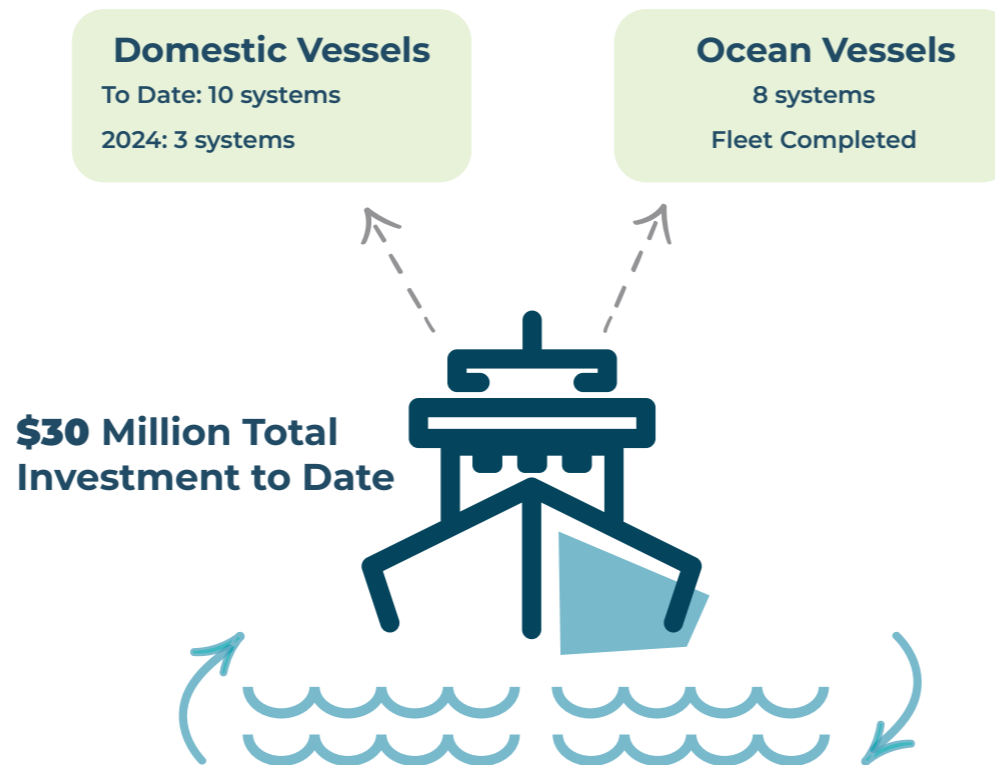 Domestic Vessels
To Date: 10 systems
2024: 3 systems
Ocean Vessels
8 systems
Fleet Completed
$30 Million Total
Investment to Date